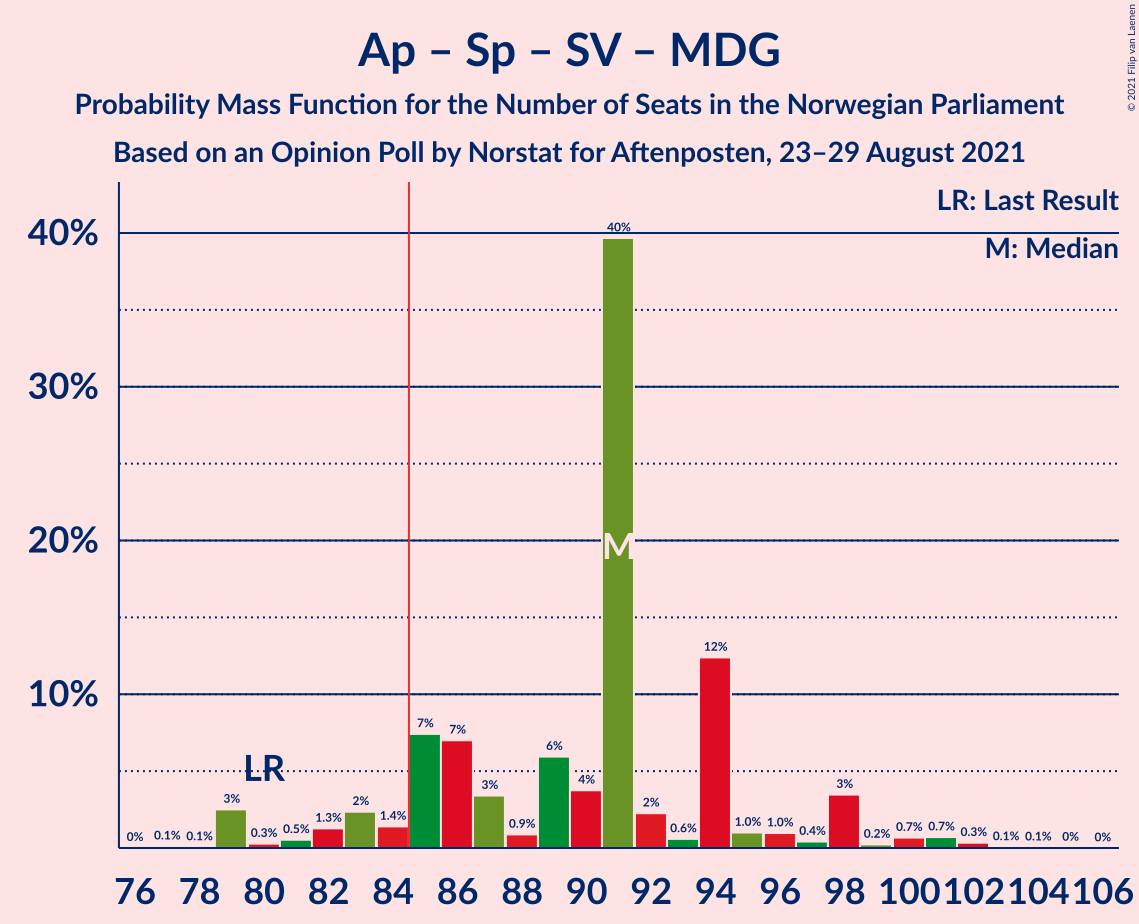 Ap – Sp – SV – MDG
Probability Mass Function for the Number of Seats in the Norwegian Parliament
Based on an Opinion Poll by Norstat for Aftenposten, 23–29 August 2021
© 2021 Filip van Laenen
LR: Last Result
M: Median
40%
30%
20%
10%
0% 0.1% 0.1% 3% 0.3% 0.5% 1.3% 2% 1.4% 7% 7% 3% 0.9% 6% 4% 40% 2% 0.6% 12% 1.0% 1.0% 0.4% 3% 0.2% 0.7% 0.7% 0.3% 0.1% 0.1% 0% 0%
LR
M
76 78 80 82 84 86 88 90 92 94 96 98 100 102 104 106